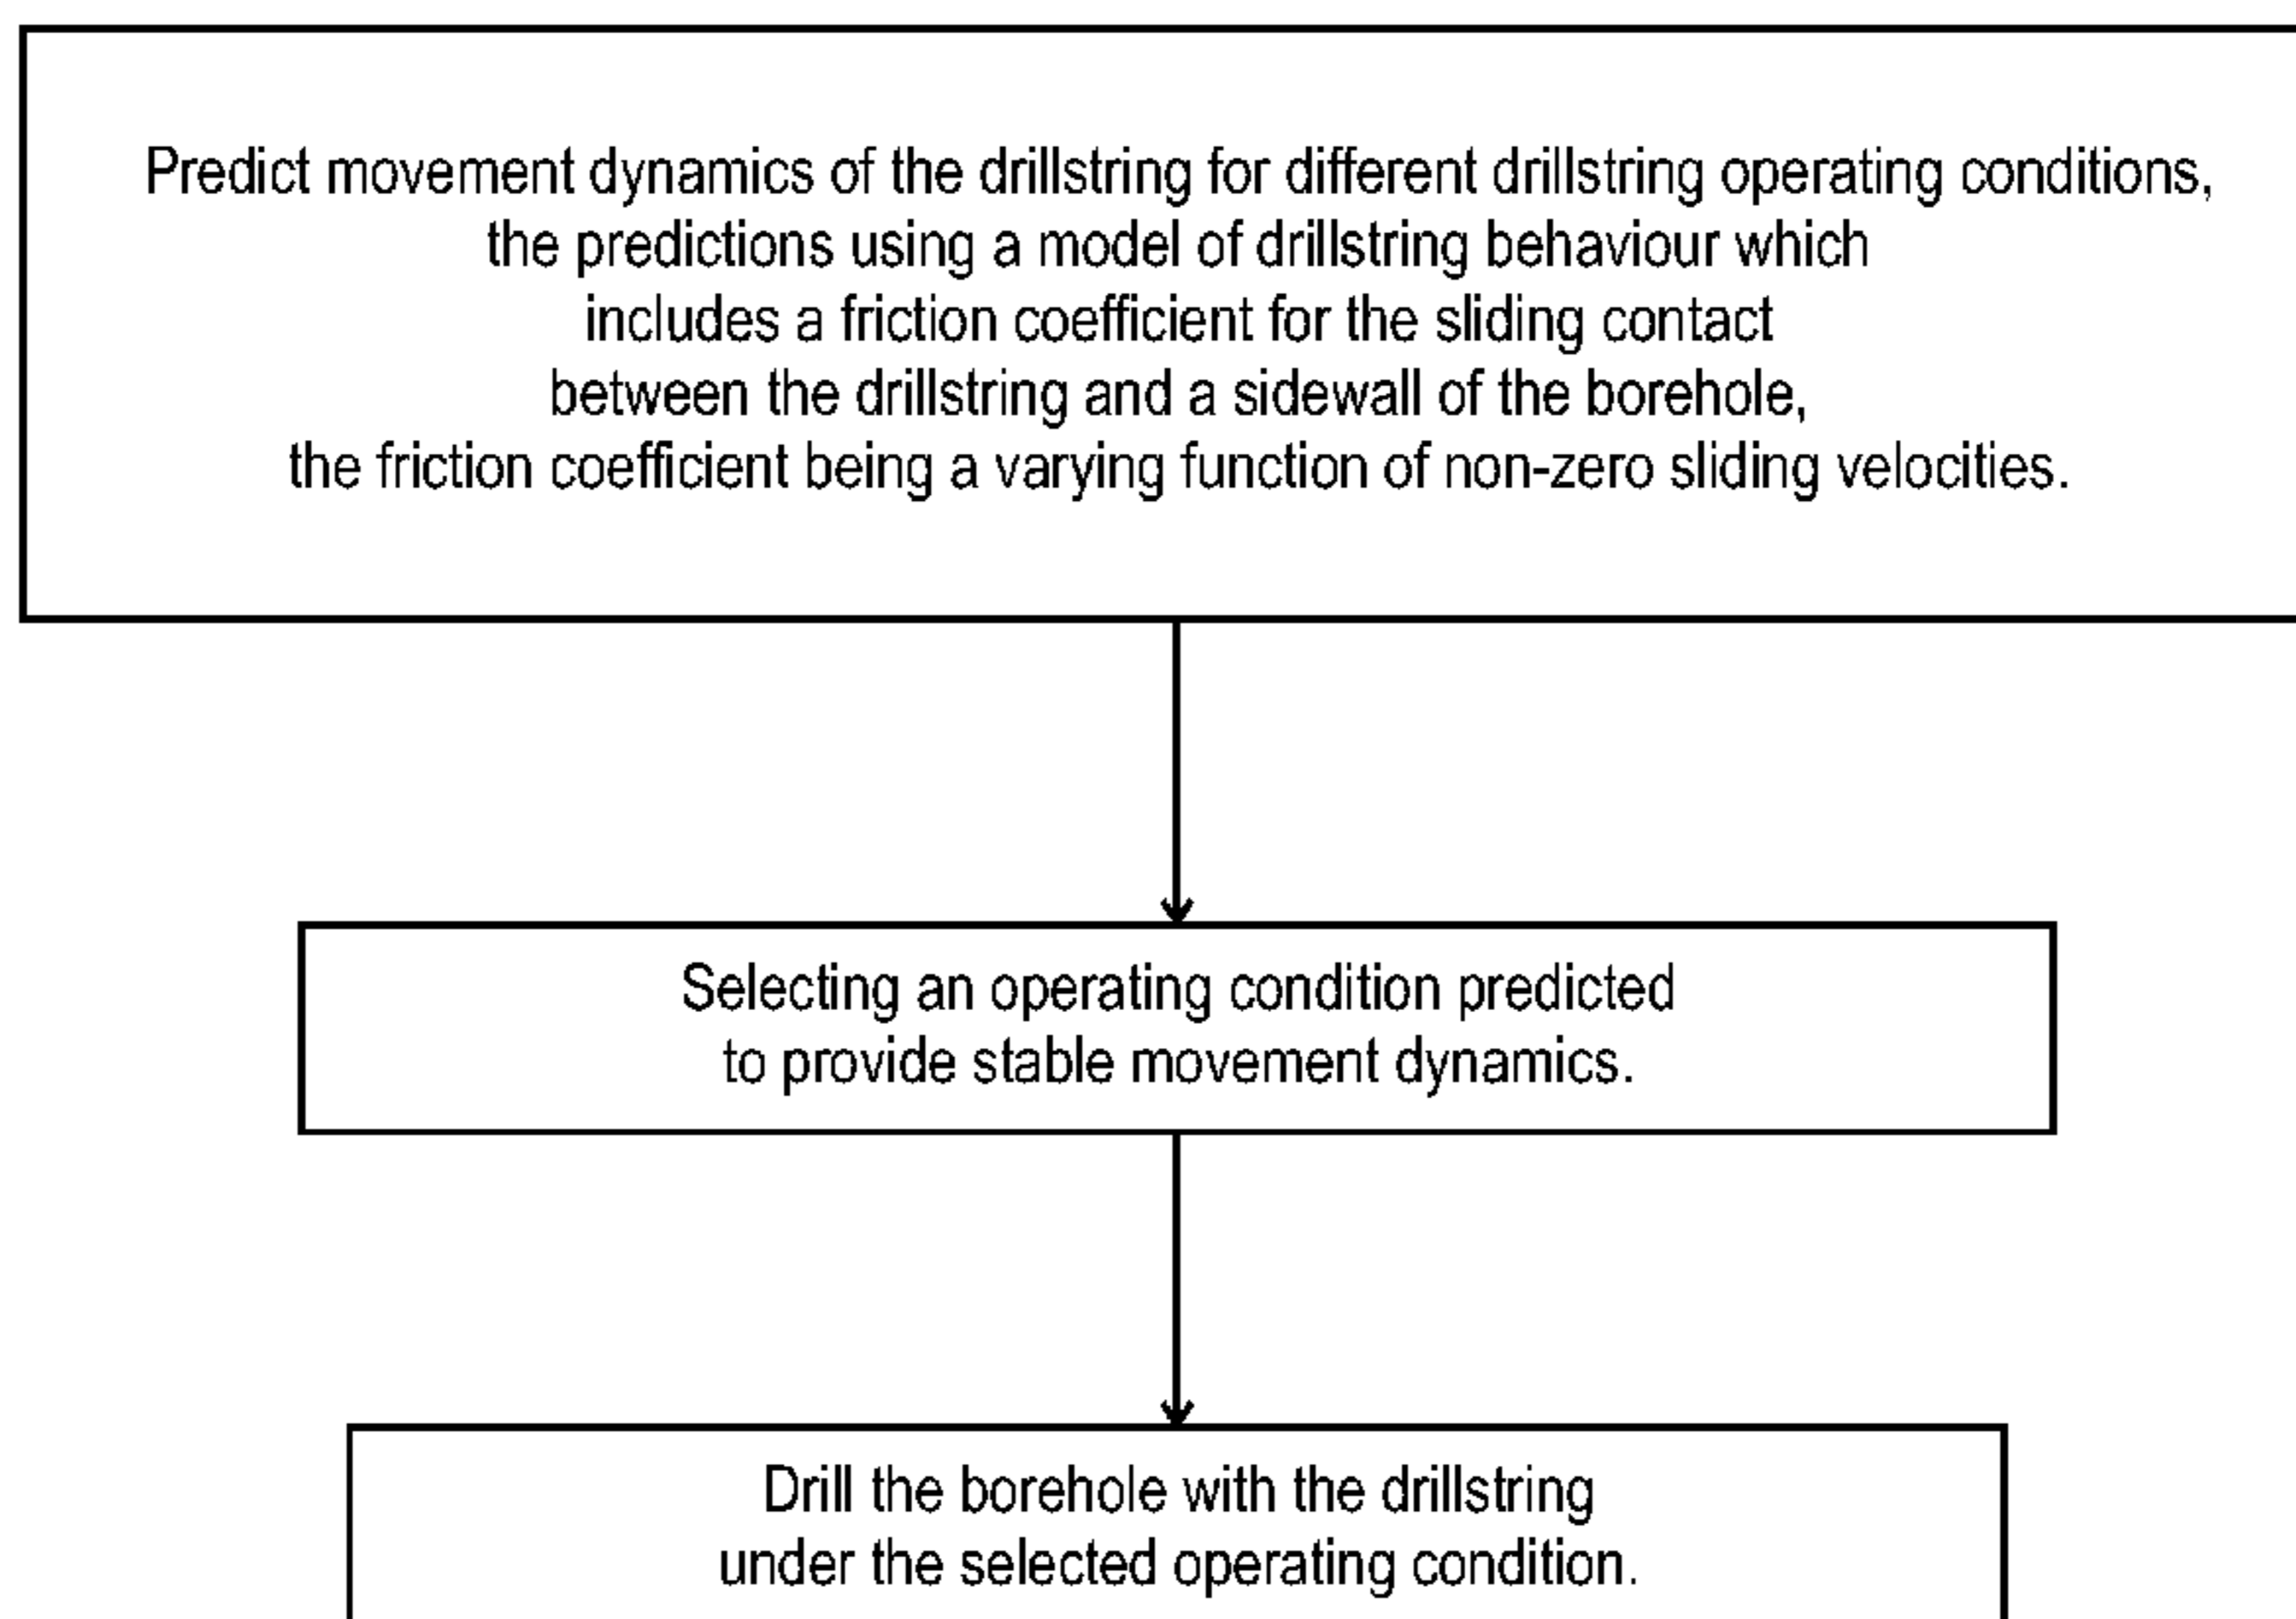 Predict movement dynamics of the drillstring for different drillstring operating conditions,
the predictions using a model of drillstring behaviour which
includes a friction coefficient for the sliding contact
between the drillstring and a sidewall of the borehole,
the friction coefficient being a varying function of non-zero sliding velocities.
Selecting an operating condition predicted
to provide stable movement dynamics.
Drill the borehole with the drillstring
under the selected operating condition.